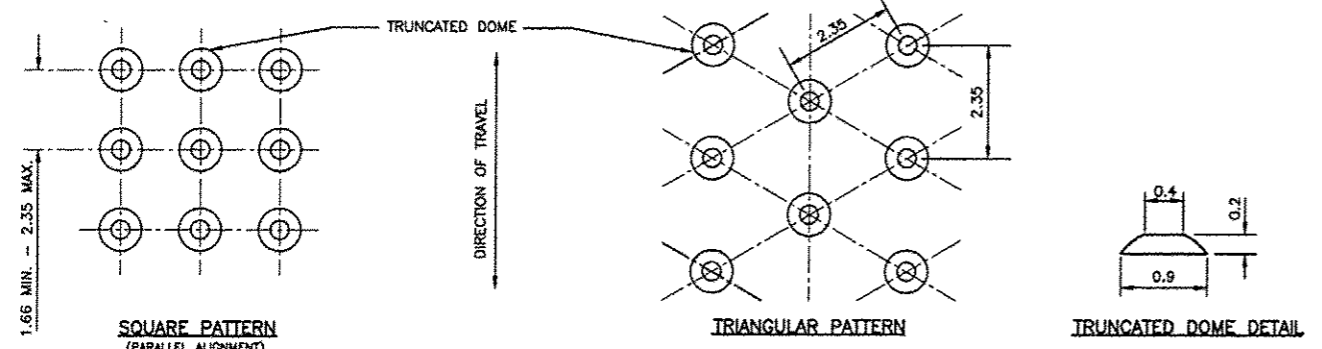 TRUNCATED DOME
1.66 MIN. – 2.35 MAX.
DIRECTION OF TRAVEL
2.35
2.35
0.4
0.2
0.9
SQUARE PATTERN
(PARALLEL ALIGNMENT)
TRIANGULAR PATTERN
TRUNCATED DOME DETAIL